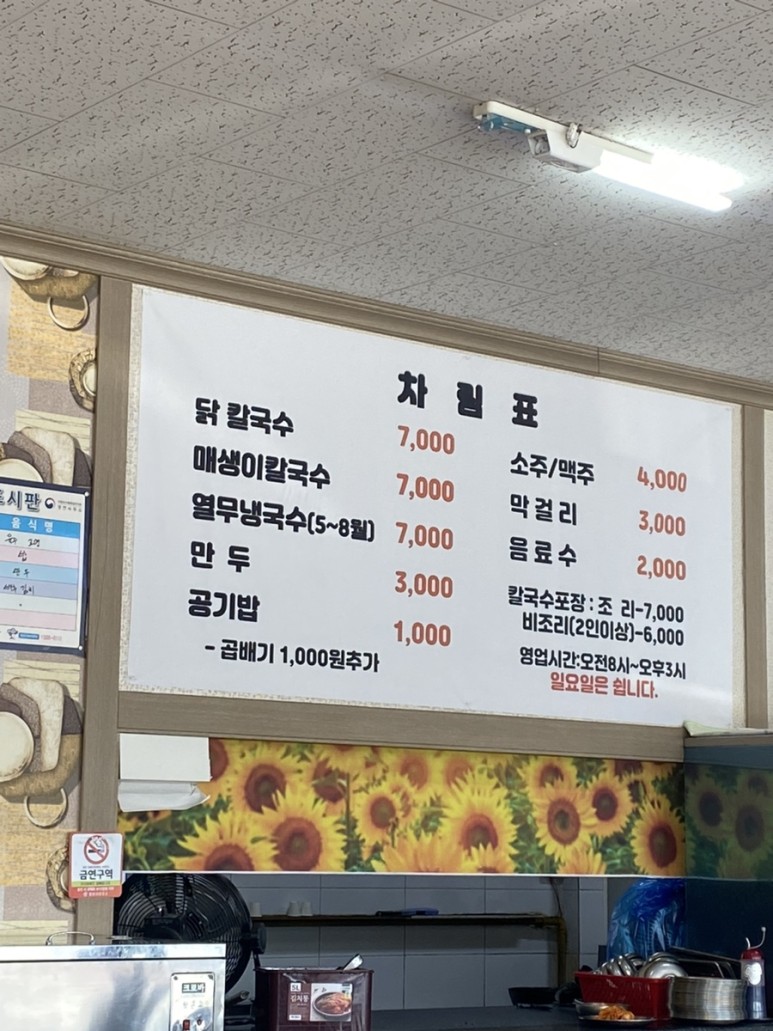 차 림 표
닭 칼국수 7,000
매생이칼국수 7,000
열무냉국수(5~8월) 7,000
만 두 3,000
공기밥 1,000
- 곱배기 1,000원추가
소주/맥주 4,000
막걸리 3,000
음료수 2,000
칼국수포장 : 조 리-7,000
비조리(2인이상)-6,000
영업시간:오전8시~오후3시
일요일은 쉽니다.
시판
음식명
만두
금연구역